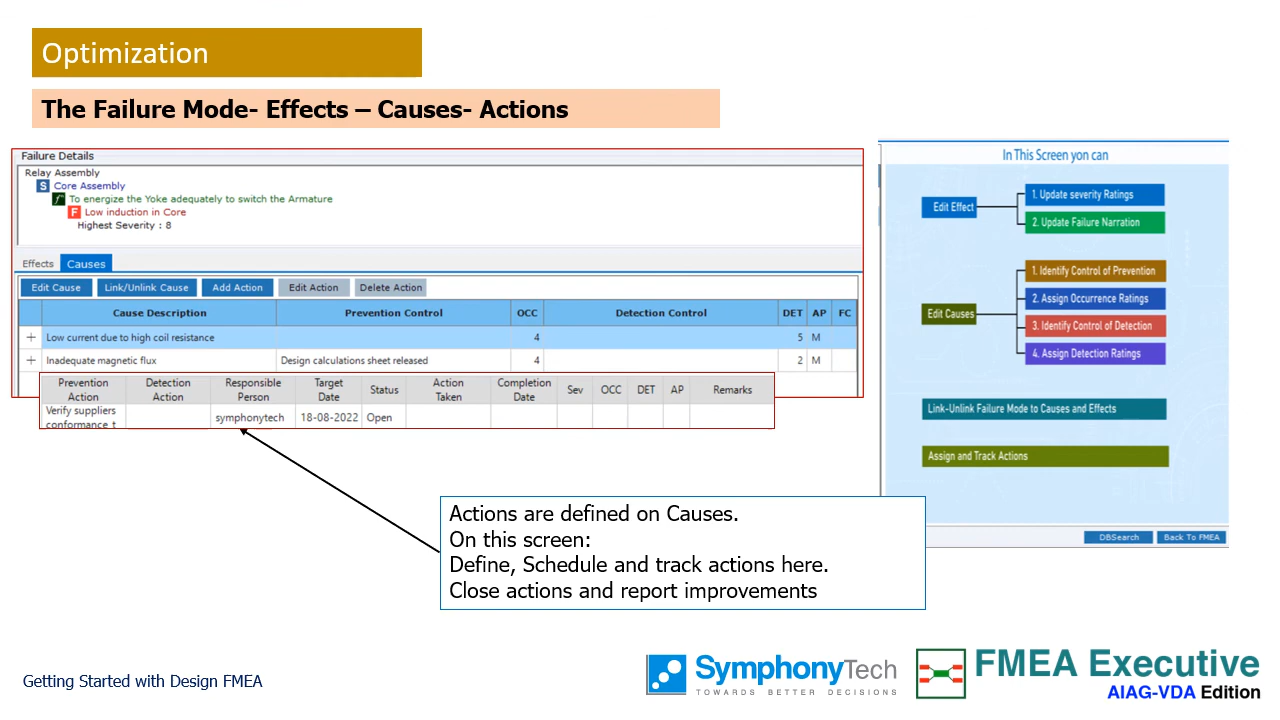 Optimization
The Failure Mode- Effects – Causes- Actions
Failure Details
Relay Assembly
S Core Assembly
f To energize the Yoke adequately to switch the Armature
F Low induction in Core
Highest Severity : 8
Effects Causes
Edit Cause Link/Unlink Cause Add Action Edit Action Delete Action
Cause Description Prevention Control OCC Detection Control DET AP FC
+ Low current due to high coil resistance 4 5 M
+ Inadequate magnetic flux Design calculations sheet released 4 2 M
Prevention Action Detection Action Responsible Person Target Date Status Action Taken Completion Date Sev OCC DET AP Remarks
Verify suppliers symphonytech 18-08-2022 Open
conformance t
In This Screen yon can
Edit Effect
1. Update severity Ratings
2. Update Failure Narration
Edit Causes
1. Identify Control of Prevention
2. Assign Occurrence Ratings
3. Identify Control of Detection
4. Assign Detection Ratings
Link-Unlink Failure Mode to Causes and Effects
Assign and Track Actions
DBSearch Back To FMEA
Actions are defined on Causes.
On this screen:
Define, Schedule and track actions here.
Close actions and report improvements
Getting Started with Design FMEA
SymphonyTech
TOWARDS BETTER DECISIONS
FMEA Executive
AIAG-VDA Edition